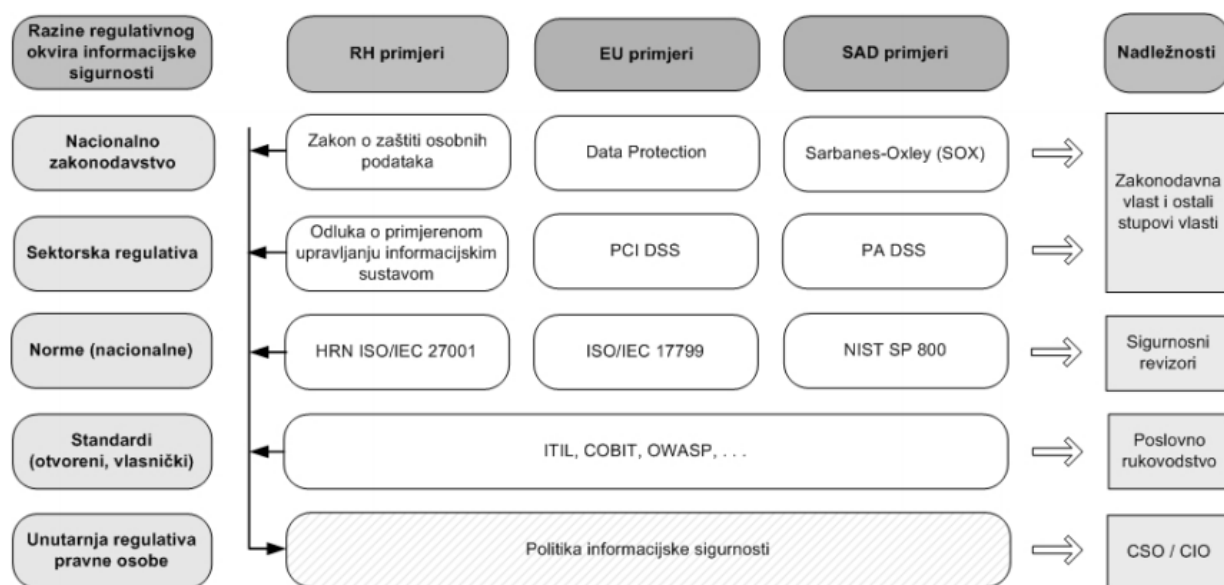 Razine regulativnog
okvira informacijske
sigurnosti
RH primjeri
EU primjeri
SAD primjeri
Nadležnosti
Nacionalno
zakonodavstvo
Zakon o zaštiti osobnih
podataka
Data Protection
Sarbanes-Oxley (SOX)
Zakonodavna
vlast i ostali
stupovi vlasti
Sektorska regulativa
Odluka o primjerenom
upravljanju informacijskim
sustavom
PCI DSS
PA DSS
Norme (nacionalne)
HRN ISO/IEC 27001
ISO/IEC 17799
NIST SP 800
Sigurnosni
revizori
Standardi
(otvoreni, vlasnički)
ITIL, COBIT, OWASP, . . .
Poslovno
rukovodstvo
Unutarnja regulativa
pravne osobe
Politika informacijske sigurnosti
CSO / CIO